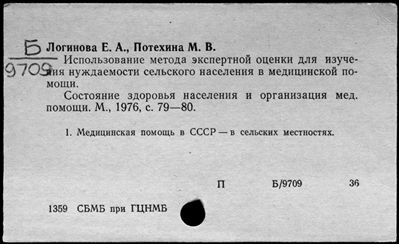 Б
9709
Логинова Е. А., Потехина М. В.
Использование метода экспертной оценки для изуче-
ния нуждаемости сельского населения в медицинской по-
мощи.
Состояние здоровья населения и организация мед.
помощи. М., 1976, с. 79—80.
1. Медицинская помощь в СССР — в сельских местностях.
П Б/9709 36
1359 СБМБ при ГЦНМБ